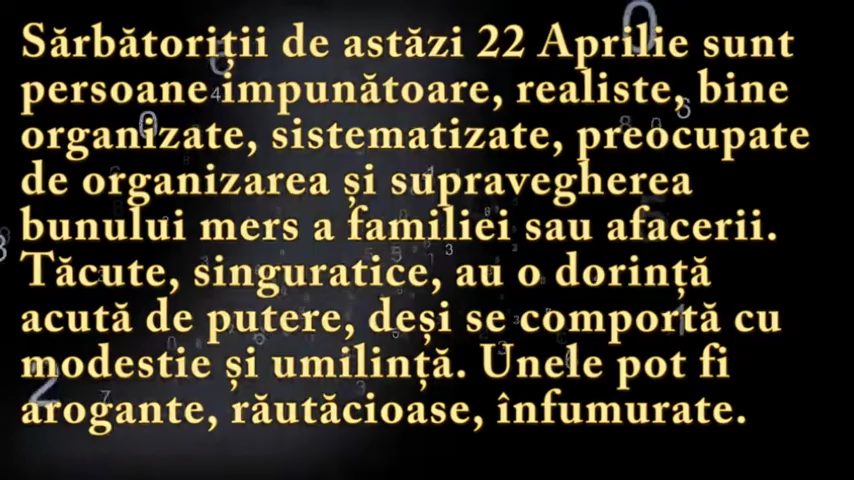 Sărbătoriții de astăzi 22 Aprilie sunt
persoane impunătoare, realiste, bine
organizate, sistematizate, preocupate
de organizarea și supravegherea
bunului mers a familiei sau afacerii.
Tăcute, singuratice, au o dorință
acută de putere, deși se comportă cu
modestie și umilință. Unele pot fi
arogante, răutăcioase, înfumurate.